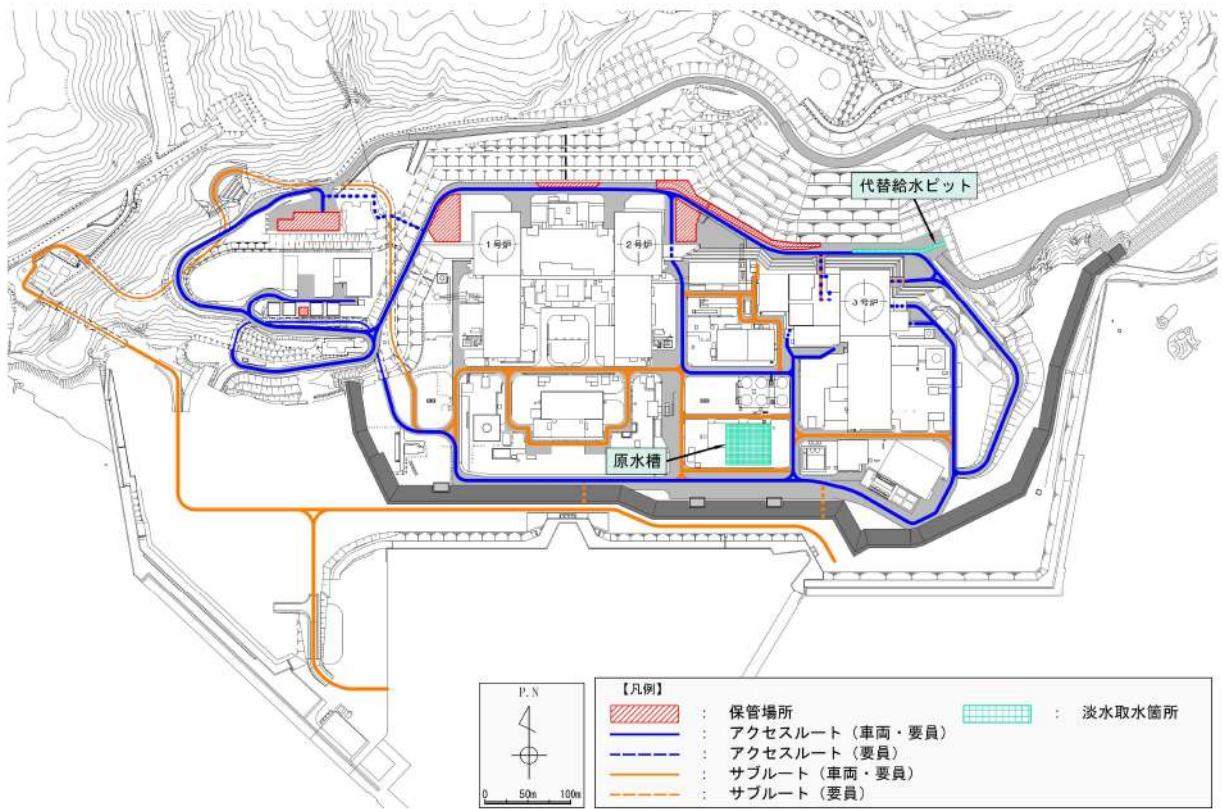 代替給水ピット
1号炉
2号炉
3号炉
原水槽
P.N
0 50m 100m
【凡例】
: 保管場所
: 淡水取水箇所
: アクセスルート（車両・要員）
: アクセスルート（要員）
: サブルート（車両・要員）
: サブルート（要員）